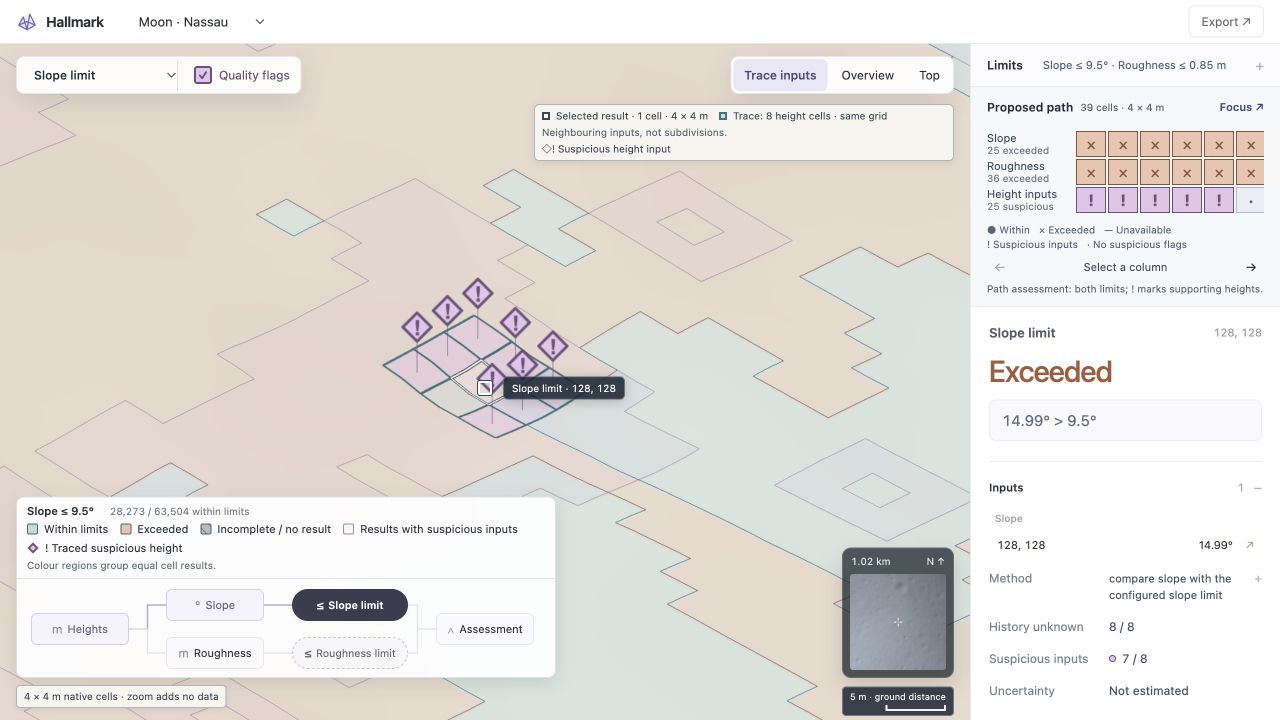 Hallmark
Moon · Nassau
Export ↗
Slope limit
Quality flags
Trace inputs
Overview
Top
Selected result · 1 cell · 4 × 4 m
Trace: 8 height cells · same grid
Neighbouring inputs, not subdivisions.
! Suspicious height input
! ! ! ! ! ! !
Slope limit · 128, 128
Slope ≤ 9.5° 28,273 / 63,504 within limits
Within limits
Exceeded
Incomplete / no result
Results with suspicious inputs
! Traced suspicious height
Colour regions group equal cell results.
m Heights
° Slope
≤ Slope limit
m Roughness
≤ Roughness limit
∧ Assessment
4 × 4 m native cells · zoom adds no data
1.02 km N ↑
5 m · ground distance
Limits Slope ≤ 9.5° · Roughness ≤ 0.85 m +
Proposed path 39 cells · 4 × 4 m Focus ↗
Slope
25 exceeded
× × × × × ×
Roughness
36 exceeded
× × × × × ×
Height inputs
25 suspicious
! ! ! ! ! ·
● Within × Exceeded — Unavailable
! Suspicious inputs · No suspicious flags
← Select a column →
Path assessment: both limits; ! marks supporting heights.
Slope limit 128, 128
Exceeded
14.99° > 9.5°
Inputs 1 −
Slope
128, 128 14.99° ↗
Method compare slope with the +
configured slope limit
History unknown 8 / 8
Suspicious inputs 7 / 8
Uncertainty Not estimated